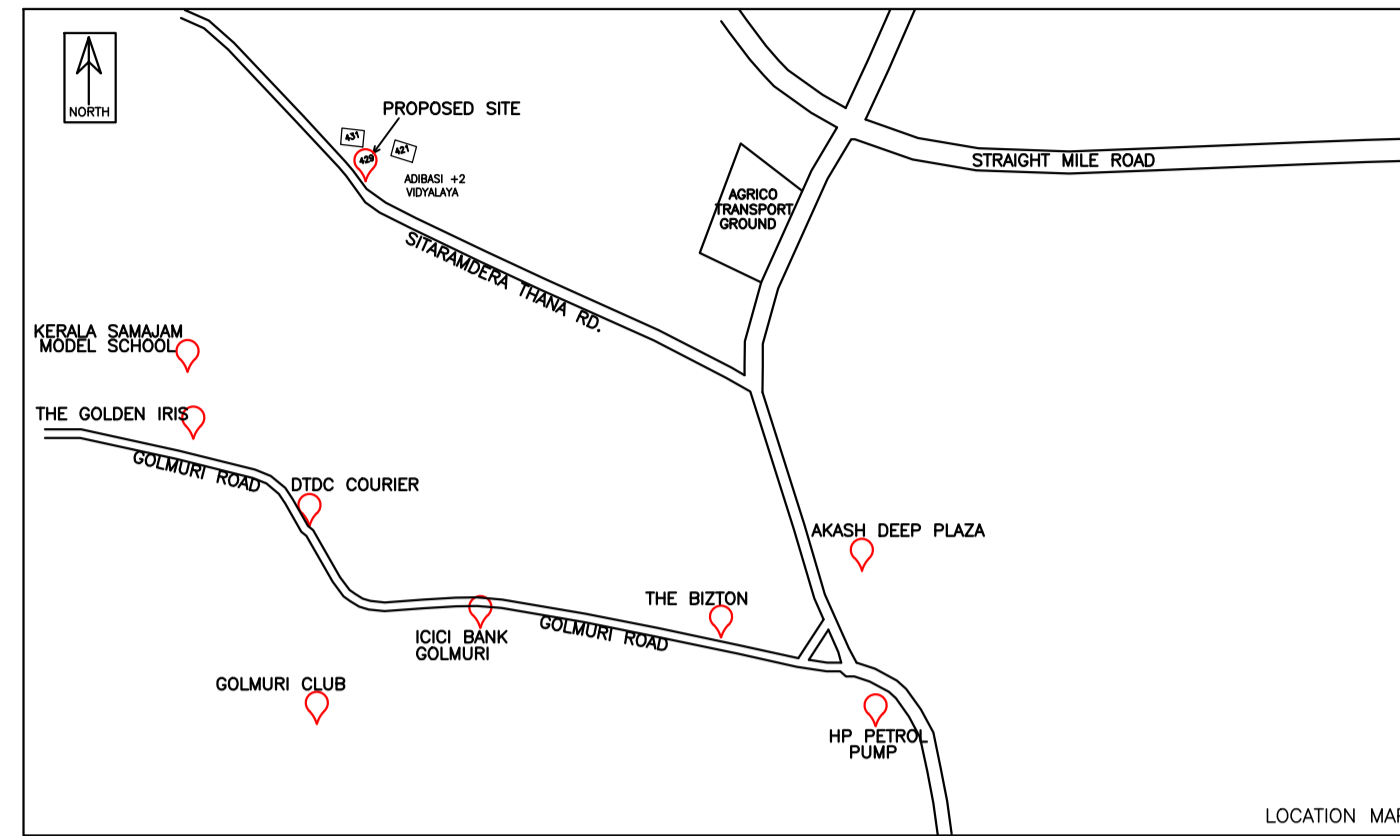 NORTH
PROPOSED SITE
431
429
421
ADIBASI +2
VIDYALAYA
STRAIGHT MILE ROAD
AGRICO
TRANSPORT
GROUND
SITARAMDERA THANA RD.
KERALA SAMAJAM
MODEL SCHOOL
THE GOLDEN IRIS
GOLMURI ROAD
DTDC COURIER
AKASH DEEP PLAZA
THE BIZTON
ICICI BANK
GOLMURI
GOLMURI ROAD
GOLMURI CLUB
HP PETROL
PUMP
LOCATION MAP